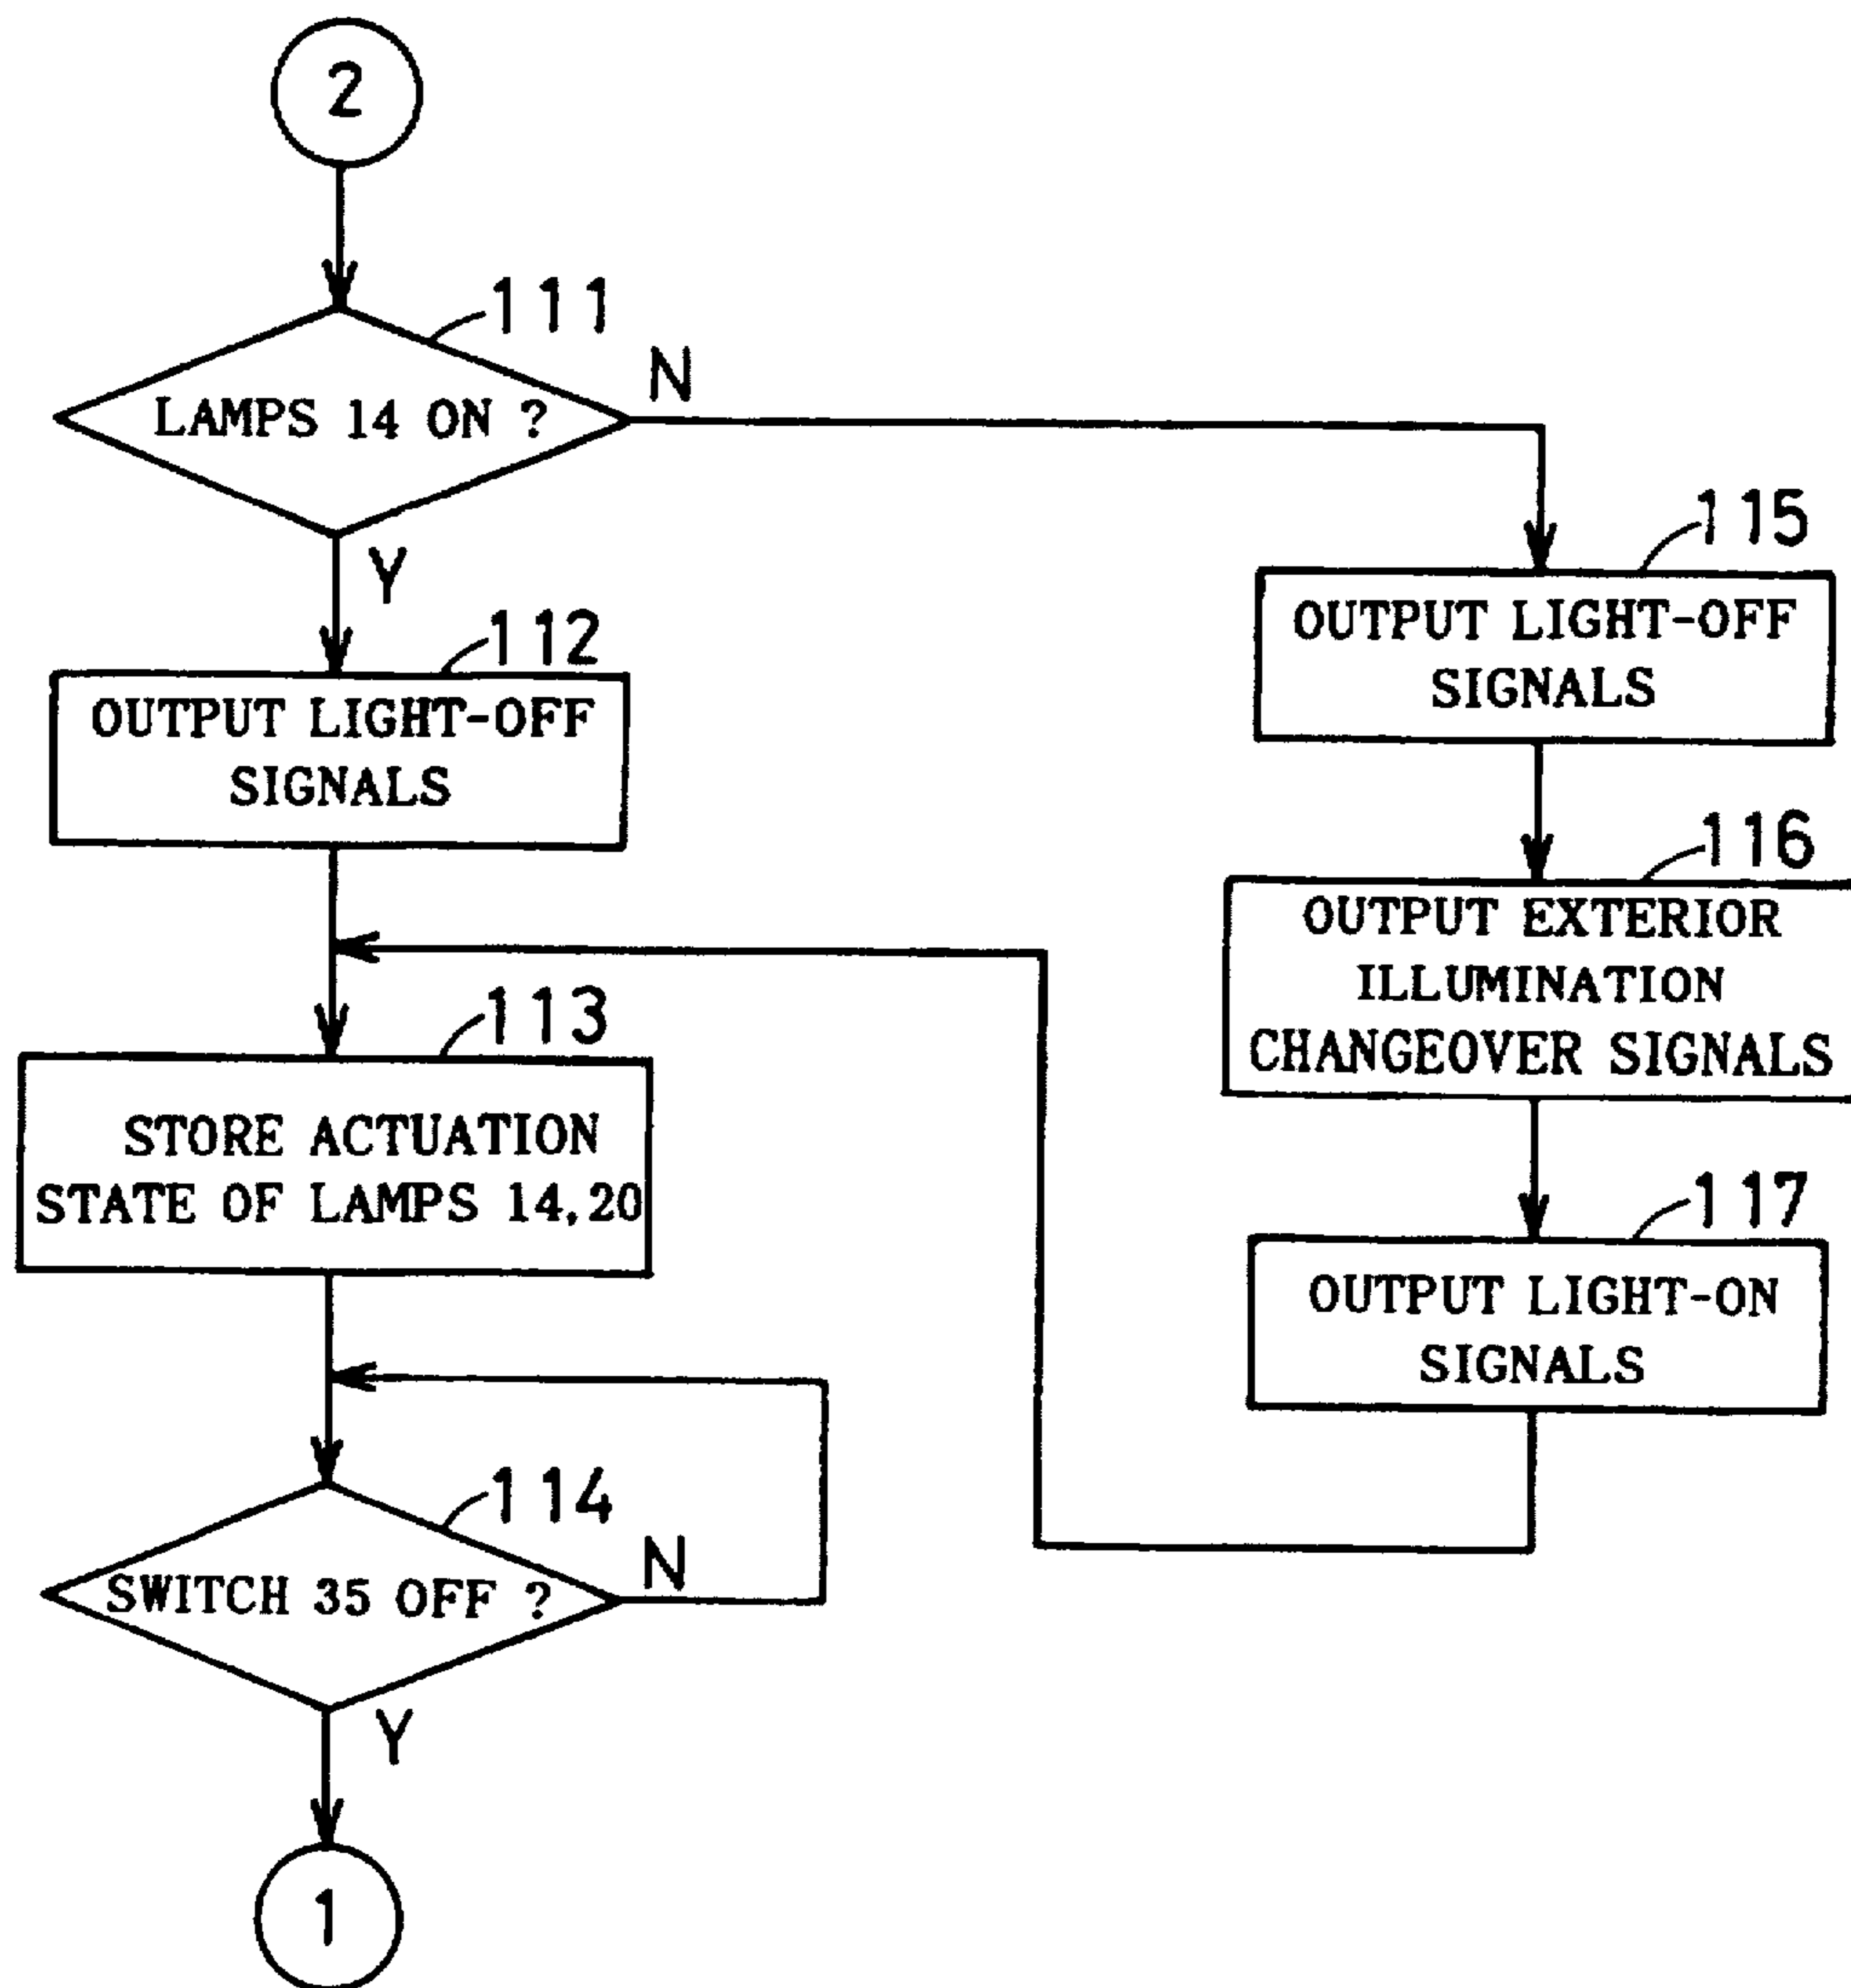 2
111
LAMPS 14 ON ?
N
Y
112
OUTPUT LIGHT-OFF
SIGNALS
113
STORE ACTUATION
STATE OF LAMPS 14,20
114
SWITCH 35 OFF ?
N
Y
1
115
OUTPUT LIGHT-OFF
SIGNALS
116
OUTPUT EXTERIOR
ILLUMINATION
CHANGEOVER SIGNALS
117
OUTPUT LIGHT-ON
SIGNALS